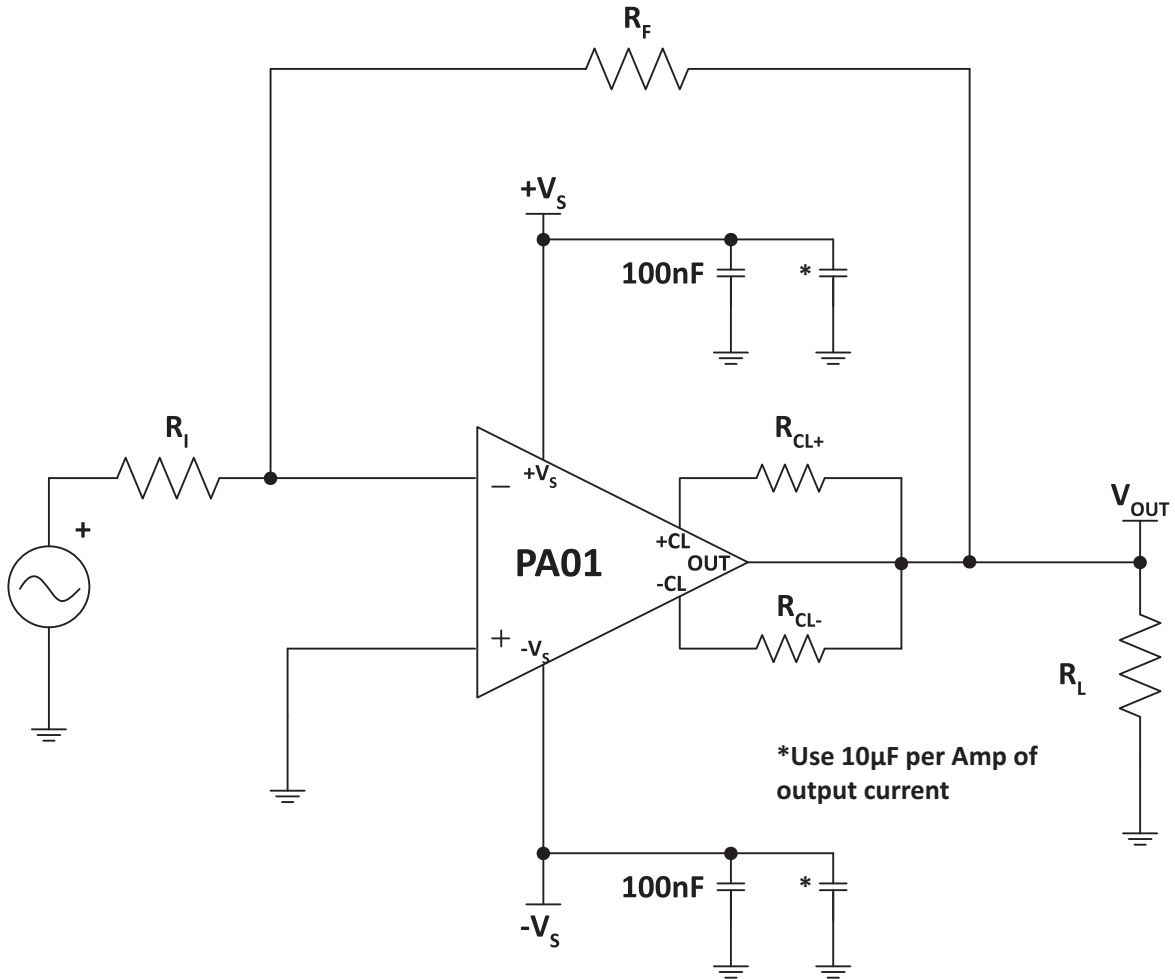 R_F
+V_S
100nF
*
R_I
R_CL+
+V_S
−
V_OUT
+
+CL
PA01
OUT
-CL
R_CL-
+
-V_S
R_L
*Use 10µF per Amp of
output current
100nF
*
-V_S